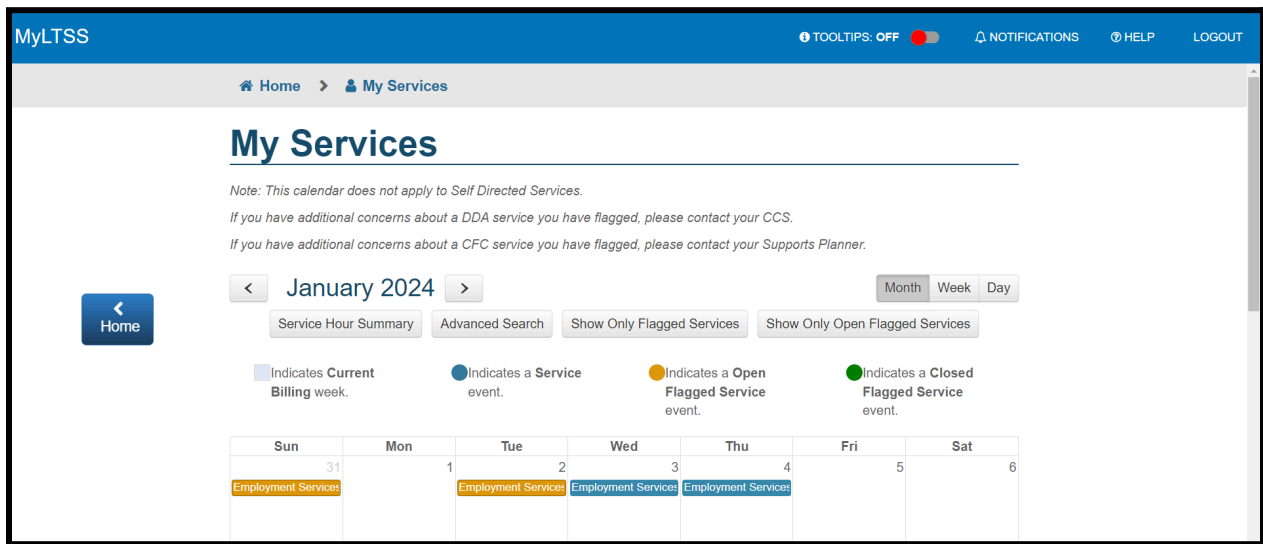 MyLTSS
TOOLTIPS: OFF
NOTIFICATIONS
HELP
LOGOUT
Home
My Services
My Services
Note: This calendar does not apply to Self Directed Services.
If you have additional concerns about a DDA service you have flagged, please contact your CCS.
If you have additional concerns about a CFC service you have flagged, please contact your Supports Planner.
Home
January 2024
Month Week Day
Service Hour Summary Advanced Search Show Only Flagged Services Show Only Open Flagged Services
Indicates Current
Billing week.
Indicates a Service
event.
Indicates a Open
Flagged Service
event.
Indicates a Closed
Flagged Service
event.
Sun Mon Tue Wed Thu Fri Sat
31 1 2 3 4 5 6
Employment Services Employment Services Employment Services Employment Services